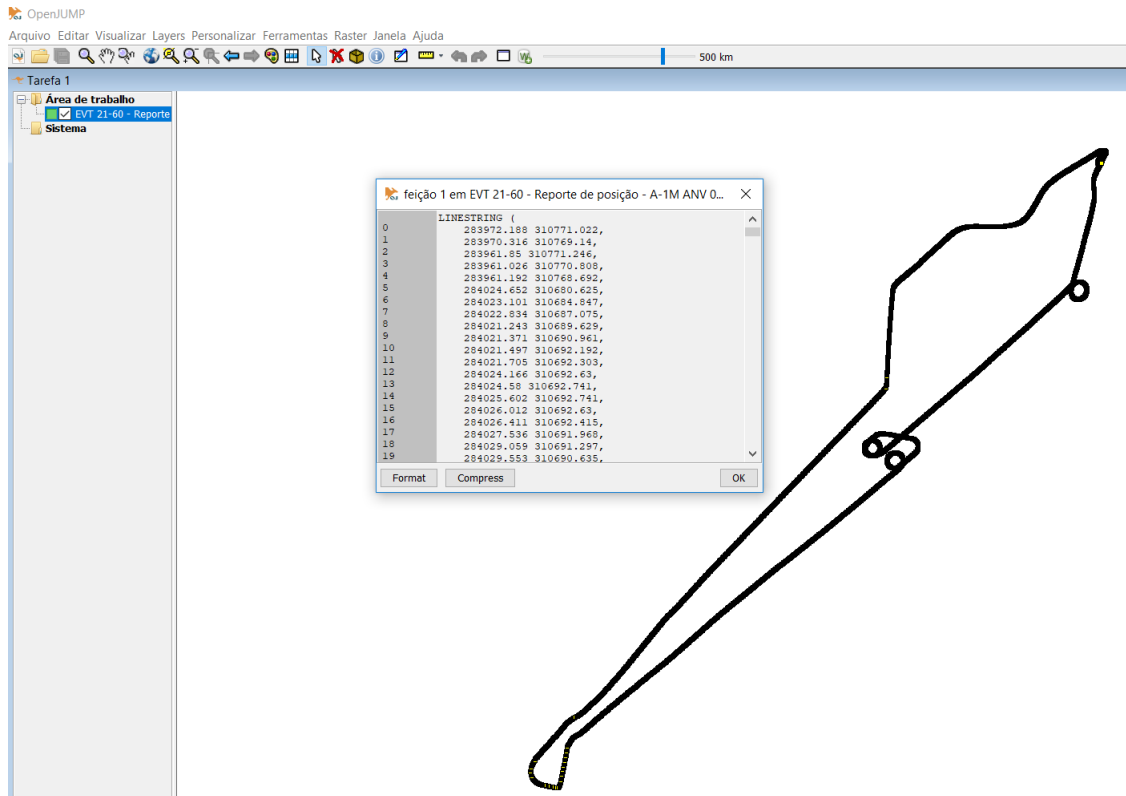 OpenJUMP
Arquivo Editar Visualizar Layers Personalizar Ferramentas Raster Janela Ajuda
500 km
Tarefa 1
Área de trabalho
EVT 21-60 - Reporte
Sistema
feição 1 em EVT 21-60 - Reporte de posição - A-1M ANV 0...
LINESTRING (
0 283972.188 310771.022,
1 283970.316 310769.14,
2 283961.85 310771.246,
3 283961.026 310770.808,
4 283961.192 310768.692,
5 284024.652 310680.625,
6 284023.101 310684.847,
7 284022.834 310687.075,
8 284021.243 310689.629,
9 284021.371 310690.961,
10 284021.497 310692.192,
11 284021.705 310692.303,
12 284024.166 310692.63,
13 284024.58 310692.741,
14 284025.602 310692.741,
15 284026.012 310692.63,
16 284026.411 310692.415,
17 284027.536 310691.968,
18 284029.059 310691.297,
19 284029.553 310690.635,
Format Compress OK